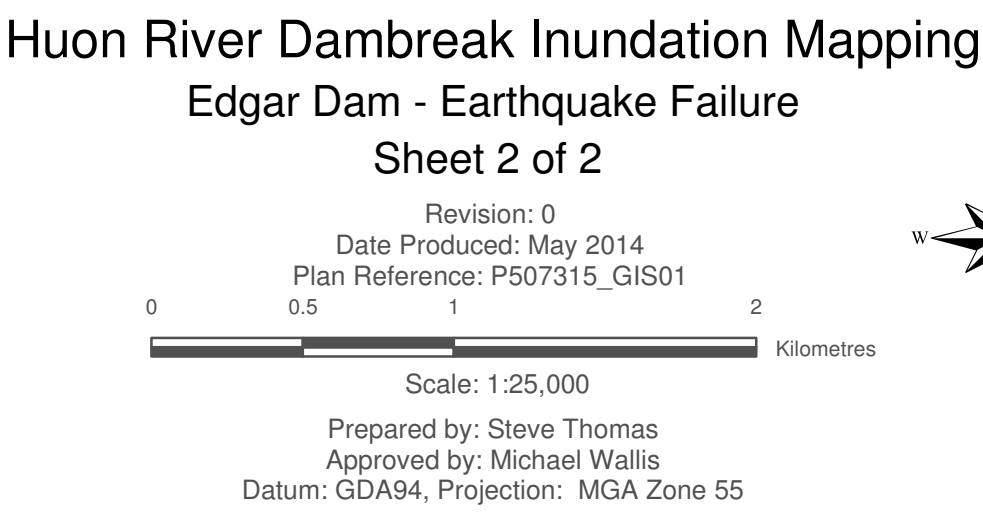 Huon River Dambreak Inundation Mapping
Edgar Dam - Earthquake Failure
Sheet 2 of 2
Revision: 0
Date Produced: May 2014
Plan Reference: P507315_GIS01
0 0.5 1 2
Kilometres
Scale: 1:25,000
Prepared by: Steve Thomas
Approved by: Michael Wallis
Datum: GDA94, Projection: MGA Zone 55
W